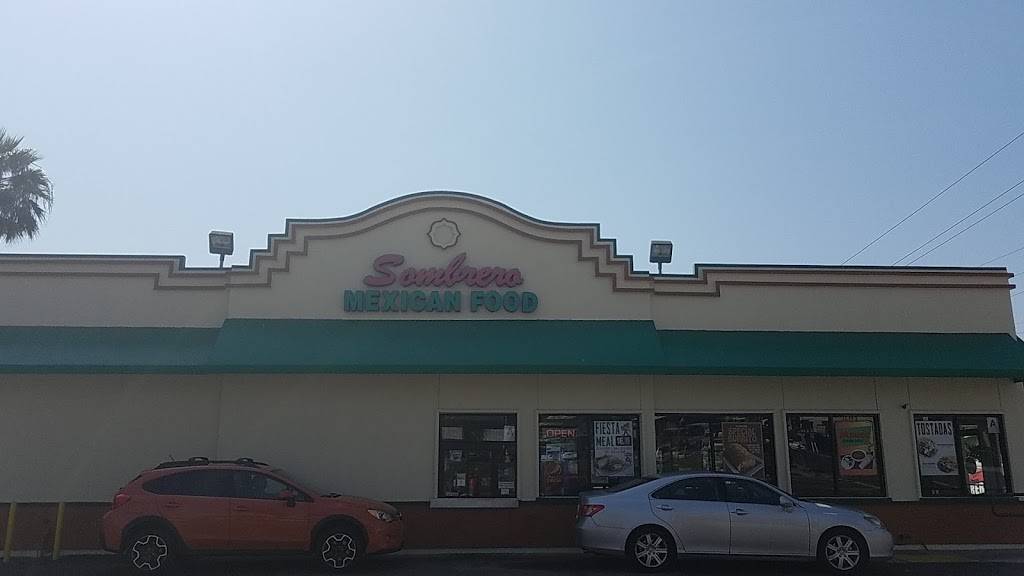 Sombrero
MEXICAN FOOD
OPEN
FIESTA
MEAL
TOSTADAS
A